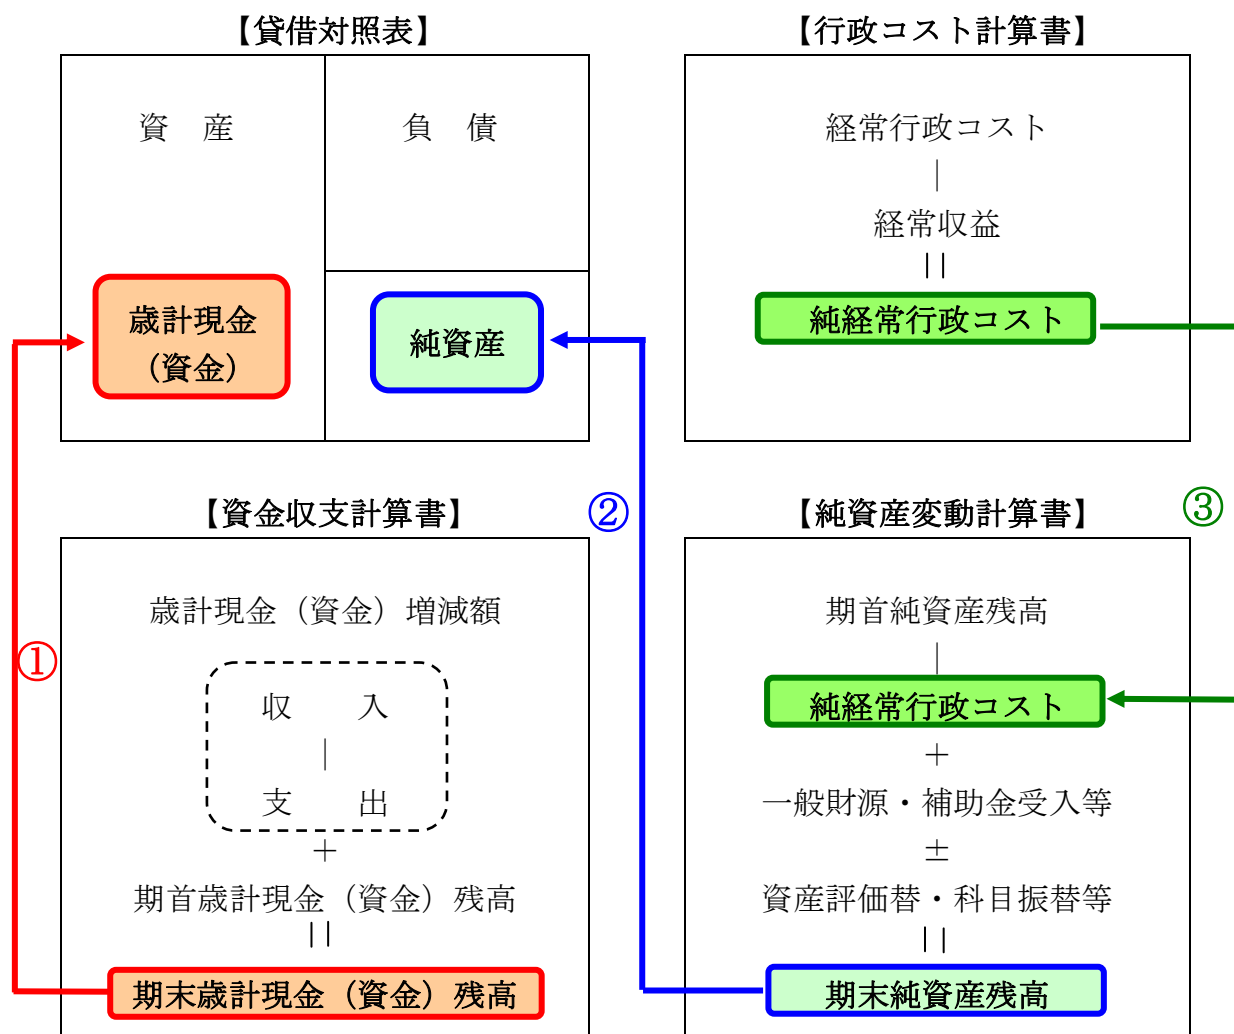 【貸借対照表】
資　産
負　債
歳計現金
（資金）
純資産
【行政コスト計算書】
経常行政コスト
｜
経常収益
||
純経常行政コスト
①
②
③
【資金収支計算書】
歳計現金（資金）増減額
収　入
｜
支　出
＋
期首歳計現金（資金）残高
||
期末歳計現金（資金）残高
【純資産変動計算書】
期首純資産残高
｜
純経常行政コスト
＋
一般財源・補助金受入等
±
資産評価替・科目振替等
||
期末純資産残高